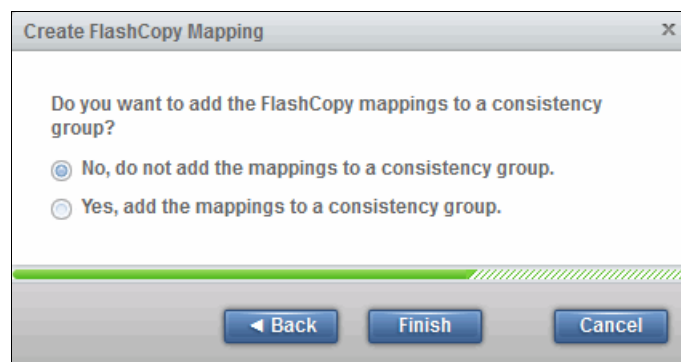 Create FlashCopy Mapping x
Do you want to add the FlashCopy mappings to a consistency
group?
No, do not add the mappings to a consistency group.
Yes, add the mappings to a consistency group.
◄ Back Finish Cancel